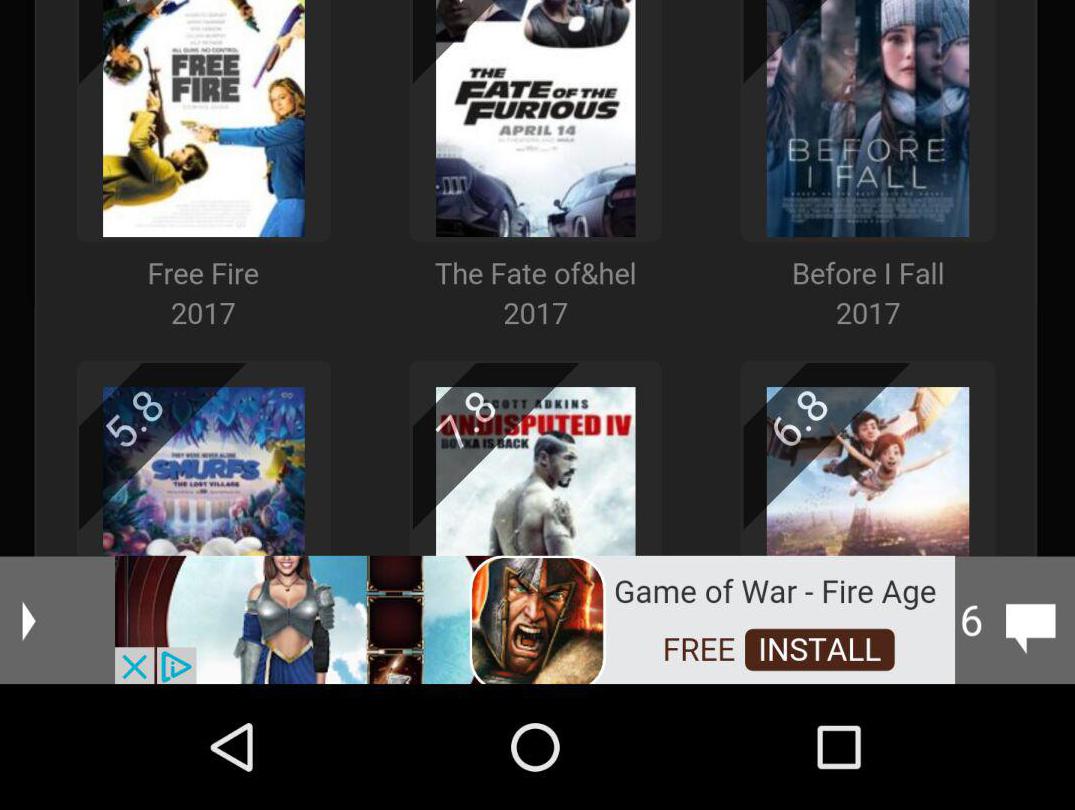 ALL GUNS. NO CONTROL.
FREE
FIRE
THE
FATE OF THE
FURIOUS
APRIL 14
BEFORE
I FALL
Free Fire
2017
The Fate of&hel
2017
Before I Fall
2017
5.8
SMURFS
THE LOST VILLAGE
7.8
SCOTT ADKINS
UNDISPUTED IV
BOYKA IS BACK
6.8
Game of War - Fire Age
FREE INSTALL
6